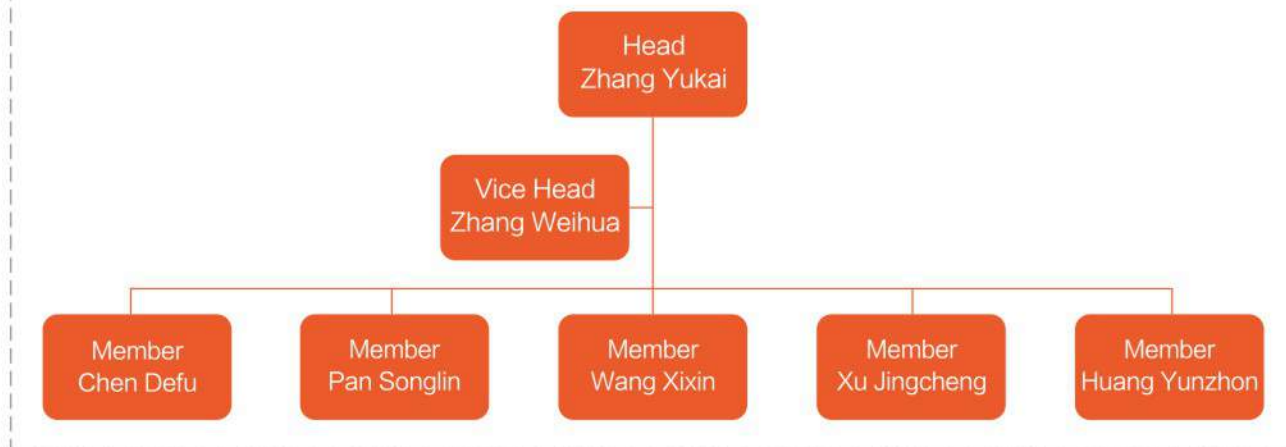 Head
Zhang Yukai
Vice Head
Zhang Weihua
Member
Chen Defu
Member
Pan Songlin
Member
Wang Xixin
Member
Xu Jingcheng
Member
Huang Yunzhon